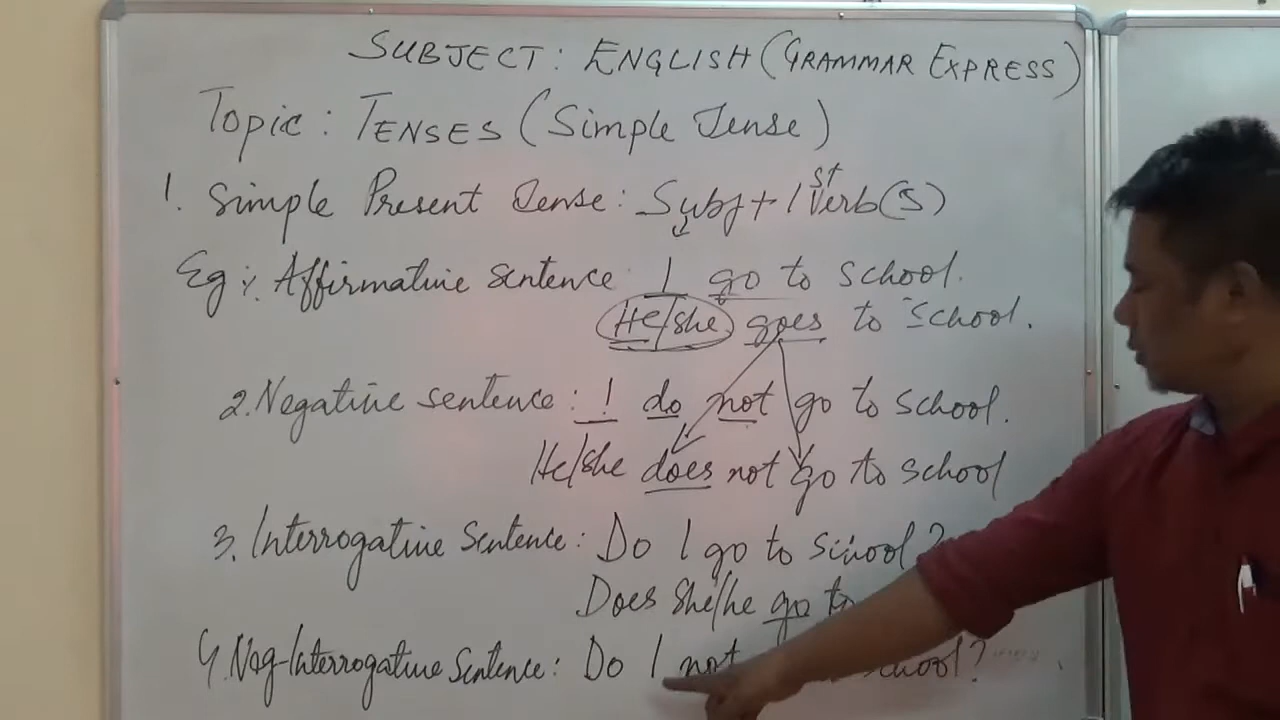 SUBJECT: ENGLISH (GRAMMAR EXPRESS)
Topic: TENSES (Simple Tense)
1. Simple Present Tense: Subj + 1st Verb(s)
Eg: Affirmative sentence I go to school.
He/she goes to school.
2. Negative sentence: I do not go to school.
He/she does not go to school
3. Interrogative Sentence: Do I go to school?
Does She/he go to
4. Neg-Interrogative Sentence: Do I not school?